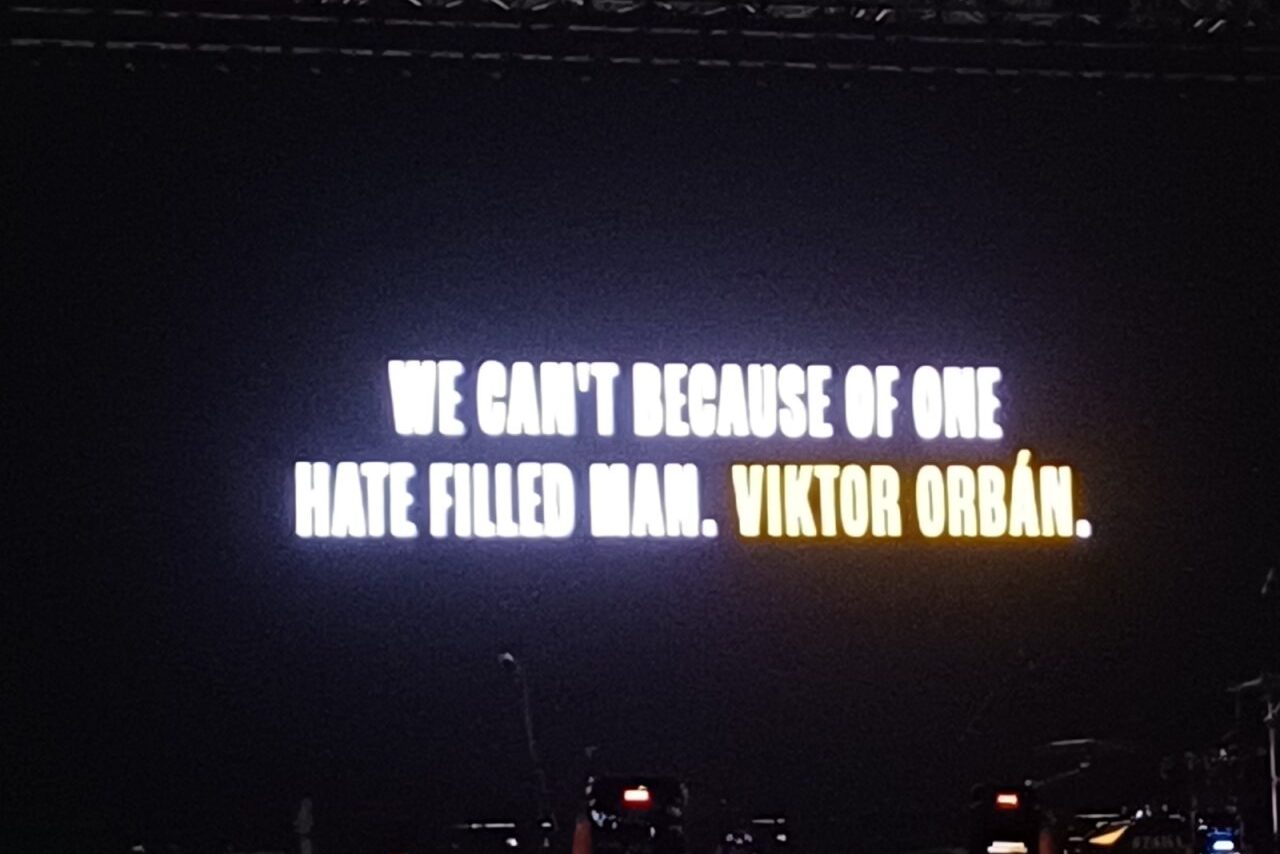 WE CAN'T BECAUSE OF ONE
HATE FILLED MAN. VIKTOR ORBÁN.